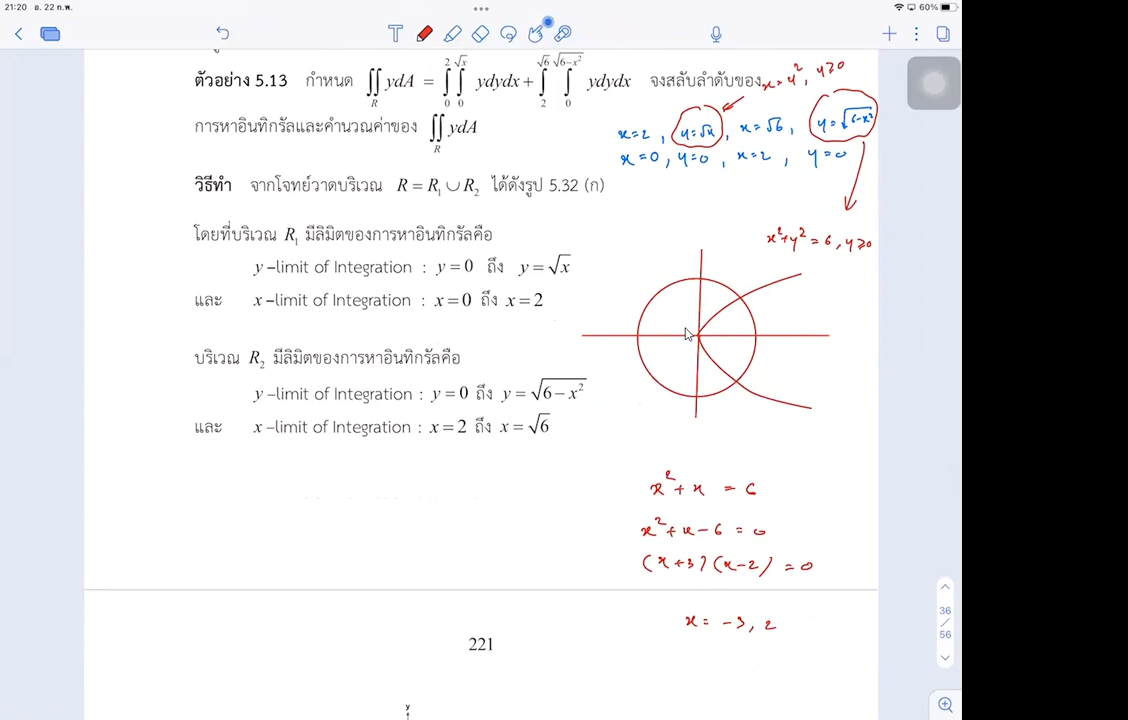 21:20 อ. 22 ก.พ.
60%
ตัวอย่าง 5.13 กำหนด ∬_R ydA = ∫_0^2 ∫_0^{√x} ydydx + ∫_2^{√6} ∫_0^{√(6−x²)} ydydx จงสลับลำดับของ
x = y², y≥0
การหาอินทิกรัลและคำนวณค่าของ ∬_R ydA
x=2 , y=√x , x=√6 , y=√(6−x²)
x=0 , y=0 , x=2 , y=0
วิธีทำ จากโจทย์วาดบริเวณ R = R₁ ∪ R₂ ได้ดังรูป 5.32 (ก)
โดยที่บริเวณ R₁ มีลิมิตของการหาอินทิกรัลคือ
x²+y² = 6 , y≥0
y –limit of Integration : y = 0 ถึง y = √x
และ x –limit of Integration : x = 0 ถึง x = 2
บริเวณ R₂ มีลิมิตของการหาอินทิกรัลคือ
y –limit of Integration : y = 0 ถึง y = √(6−x²)
และ x –limit of Integration : x = 2 ถึง x = √6
x² + x = 6
x² + x − 6 = 0
(x+3)(x−2) = 0
x = −3, 2
221
36
56
y